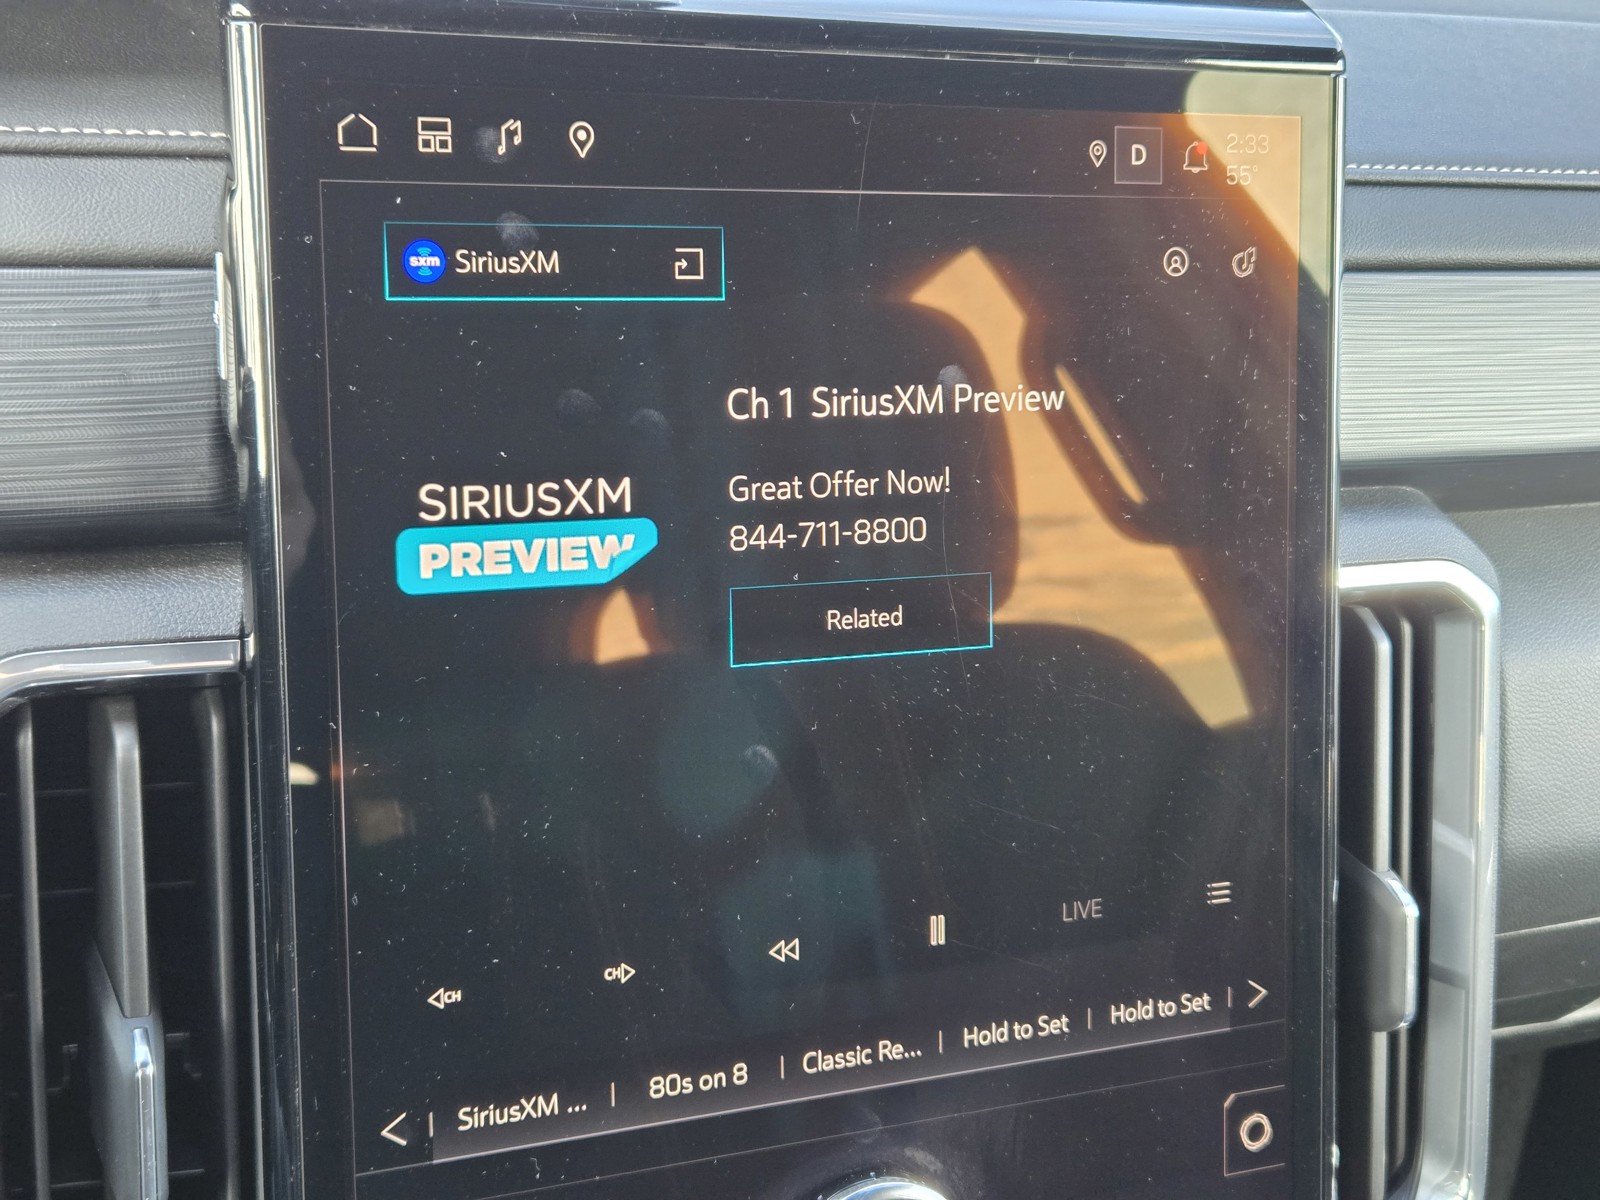 D
2:33
55°
sxm SiriusXM
Ch 1 SiriusXM Preview
SIRIUSXM
PREVIEW
Great Offer Now!
844-711-8800
Related
CH
CH
LIVE
SiriusXM ...
80s on 8
Classic Re...
Hold to Set
Hold to Set